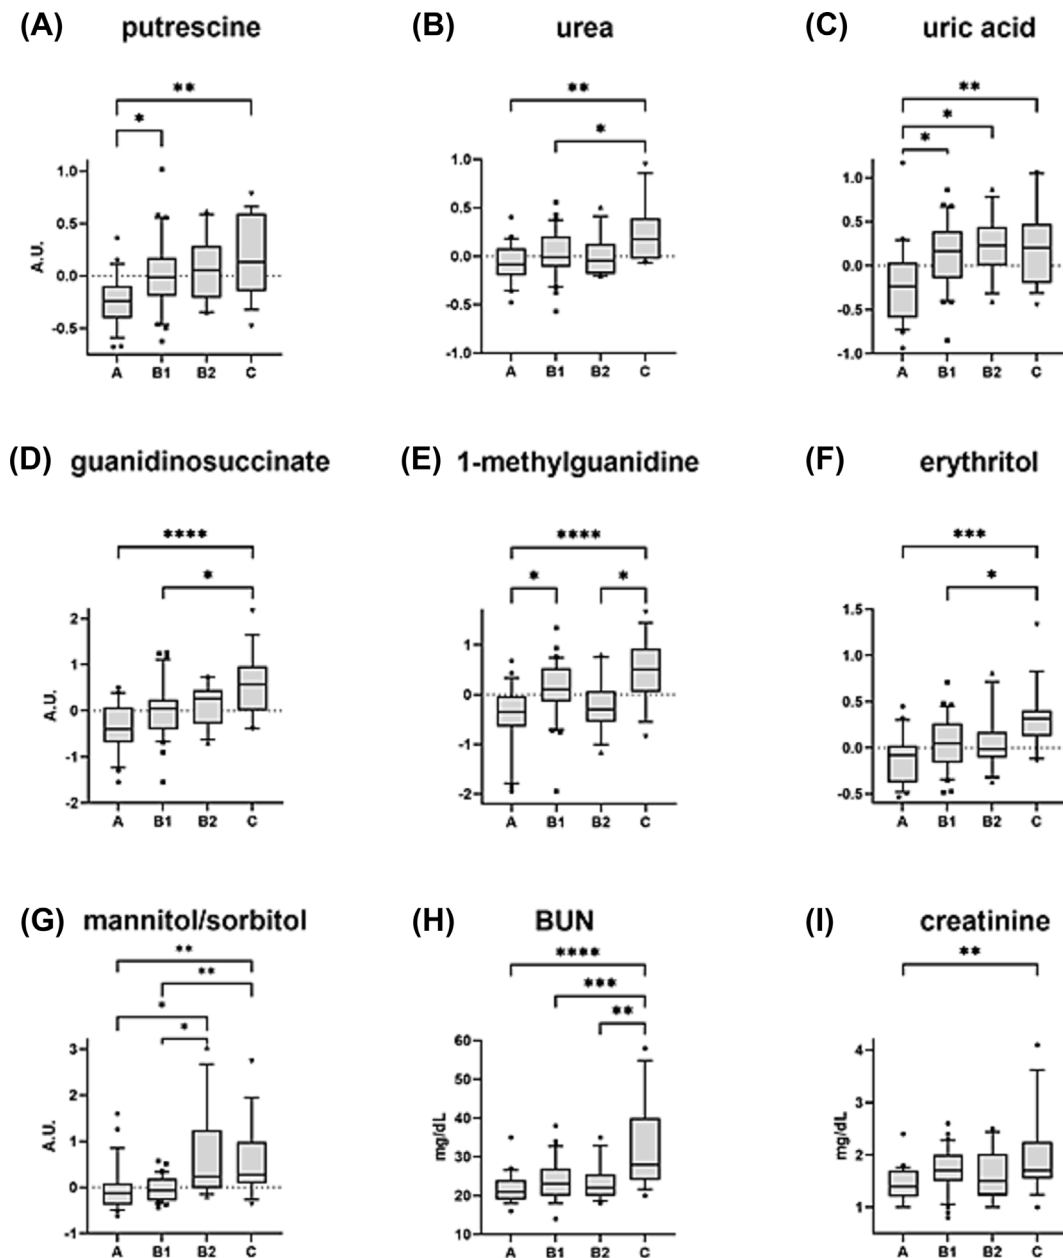 (A) putrescine (B) urea (C) uric acid
** ** **
* * *
*
1.0 1.0 1.0
0.5 0.5 0.5
A.U. 0.0 0.0 0.0
-0.5 -0.5 -0.5
-1.0 -1.0
A B1 B2 C A B1 B2 C A B1 B2 C
(D) guanidinosuccinate (E) 1-methylguanidine (F) erythritol
**** **** ***
* * * *
2 1 1.5
1 0 1.0
A.U. 0 -1 0.5
-1 -2 0.0
-2 -0.5
A B1 B2 C A B1 B2 C A B1 B2 C
(G) mannitol/sorbitol (H) BUN (I) creatinine
** **** **
** ***
* **
*
3 60 4
2 50 3
A.U. 1 mg/dL 40 mg/dL 2
0 30 1
-1 20
10
A B1 B2 C A B1 B2 C A B1 B2 C